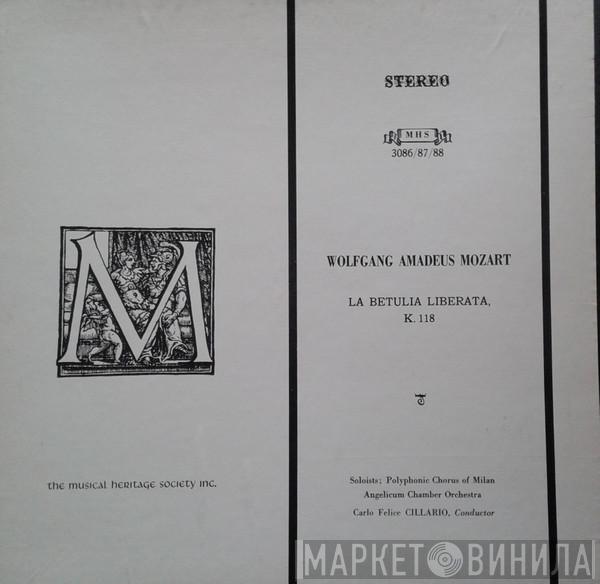 STEREO
MHS
3086/87/88
WOLFGANG AMADEUS MOZART
LA BETULIA LIBERATA,
K. 118
M
the musical heritage society inc.
Soloists; Polyphonic Chorus of Milan
Angelicum Chamber Orchestra
Carlo Felice CILLARIO, Conductor
МАРКЕТ ВИНИЛА